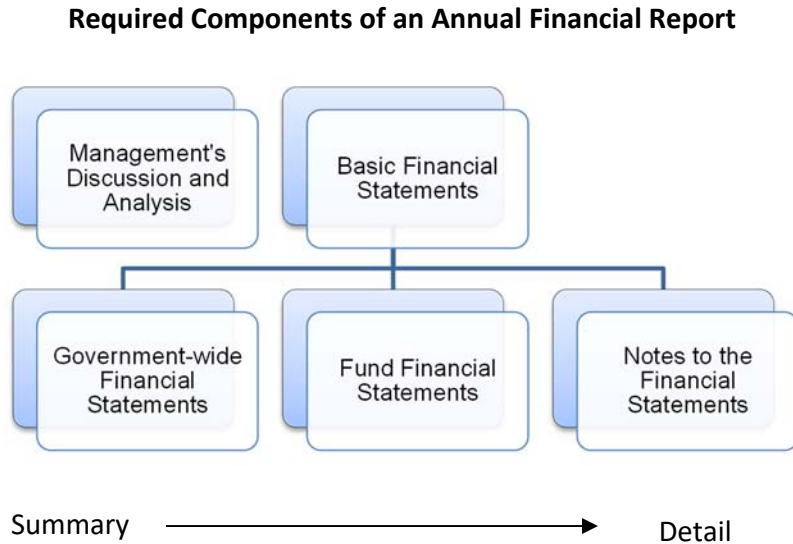 Required Components of an Annual Financial Report
Management's
Discussion and
Analysis
Basic Financial
Statements
Government-wide
Financial
Statements
Fund Financial
Statements
Notes to the
Financial
Statements
Summary
Detail